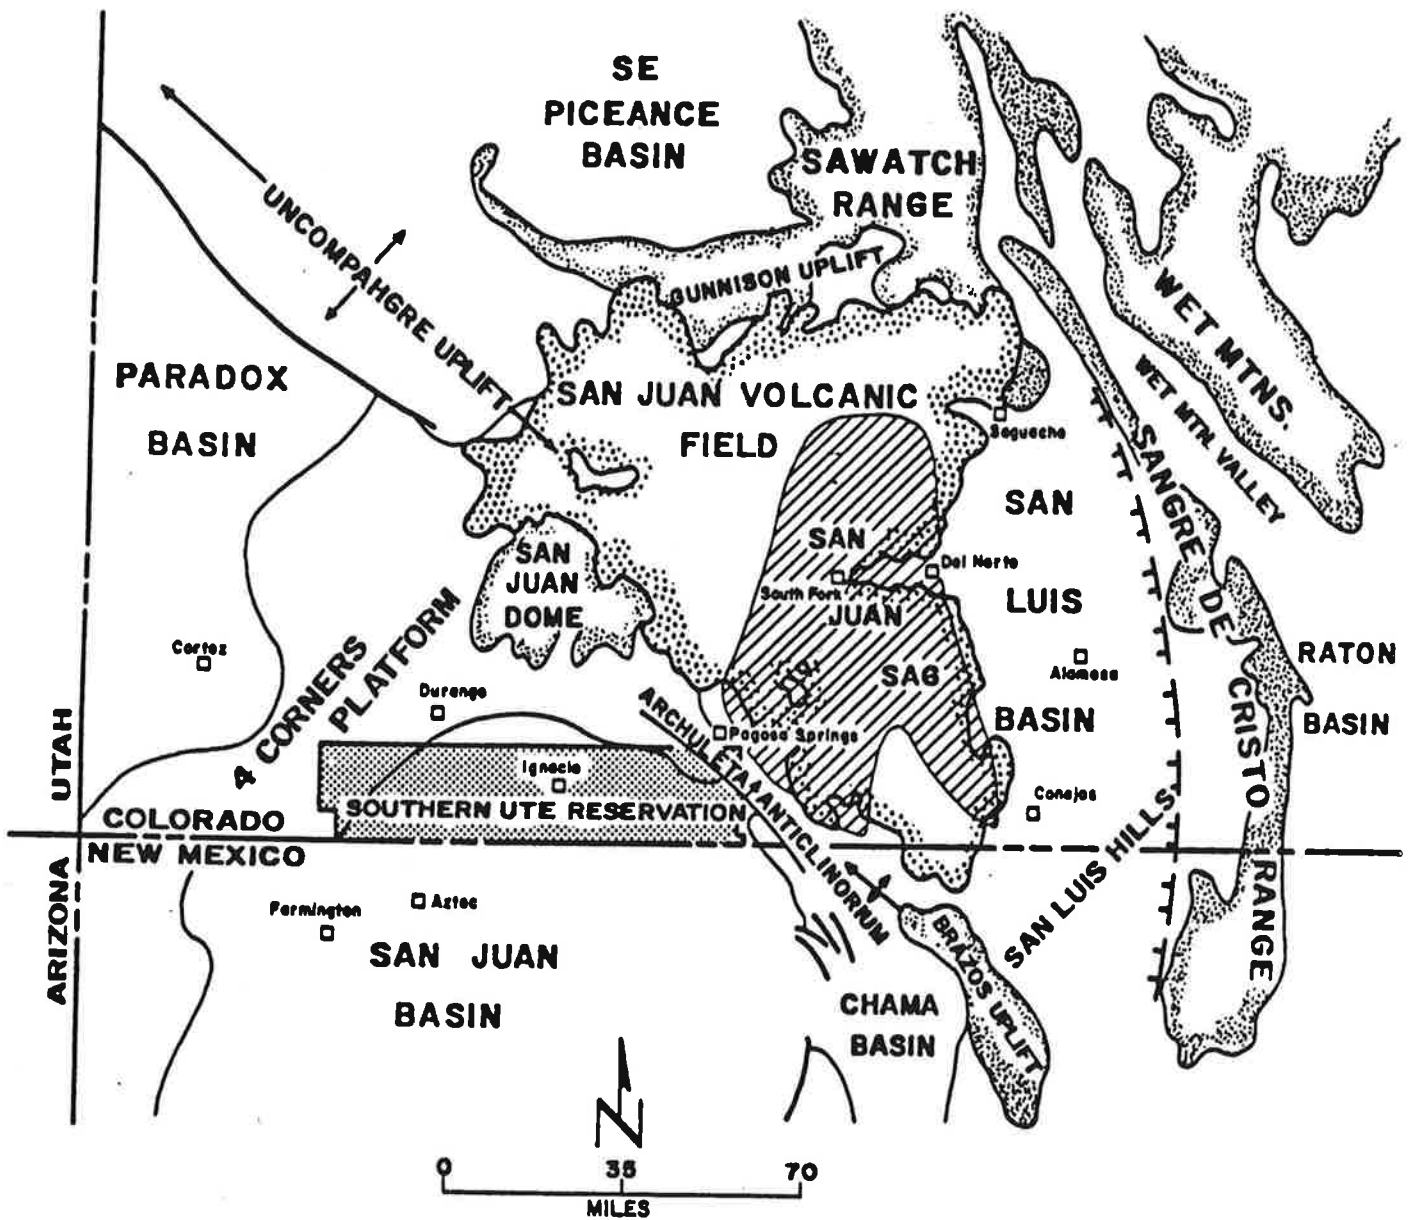 SE
PICEANCE
BASIN
SAWATCH
RANGE
UNCOMPAHGRE UPLIFT
GUNNISON UPLIFT
WET MTNS.
WET MTN. VALLEY
PARADOX
BASIN
SAN JUAN VOLCANIC
FIELD
Saguache
SAN
LUIS
BASIN
SANGRE DE CRISTO RANGE
SAN
JUAN
SAG
Del Norte
South Fork
SAN
JUAN
DOME
4 CORNERS
PLATFORM
Cortez
Durango
Alamosa
RATON
BASIN
ARCHULETA ANTICLINORIUM
Pagosa Springs
Ignacio
SOUTHERN UTE RESERVATION
Conejos
UTAH
COLORADO
NEW MEXICO
ARIZONA
SAN LUIS HILLS
Farmington
Aztec
SAN JUAN
BASIN
BRAZOS UPLIFT
CHAMA
BASIN
N
0 35 70
MILES